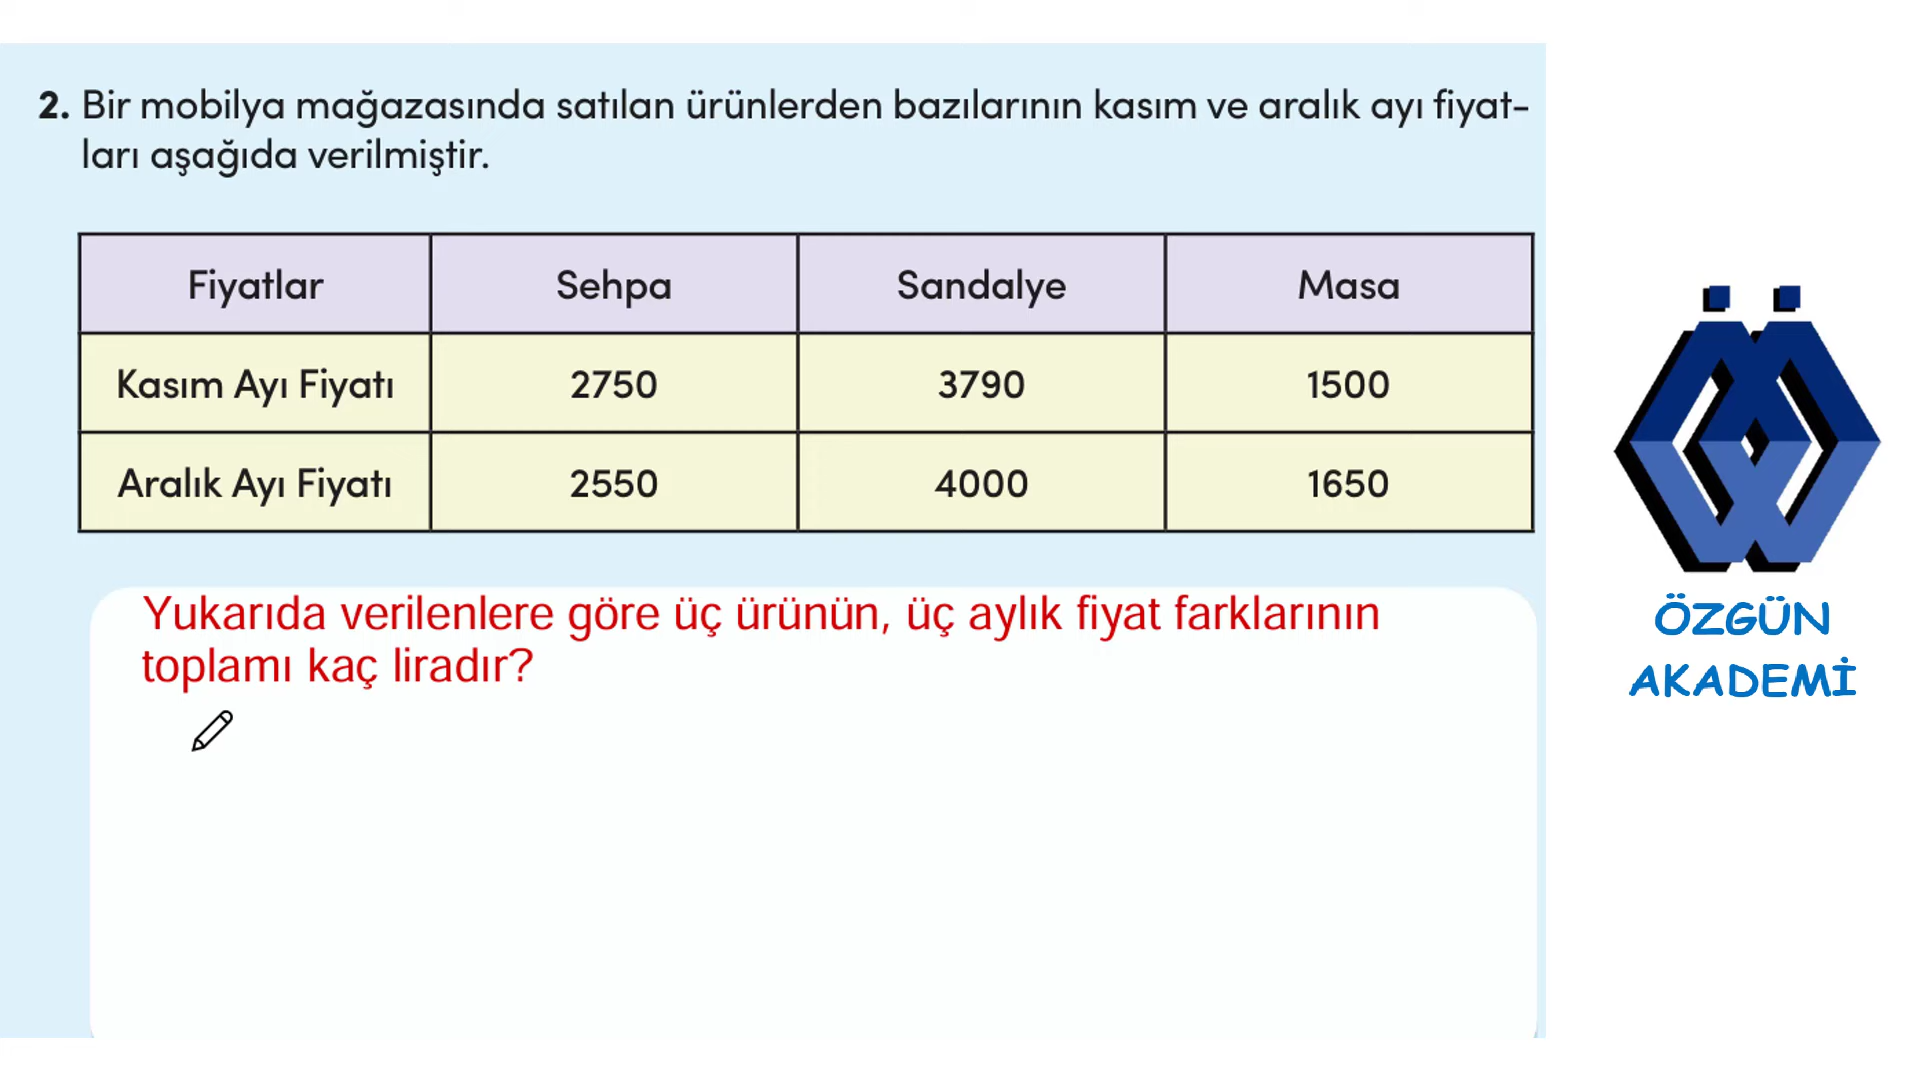 2. Bir mobilya mağazasında satılan ürünlerden bazılarının kasım ve aralık ayı fiyat-
ları aşağıda verilmiştir.
Fiyatlar Sehpa Sandalye Masa
Kasım Ayı Fiyatı 2750 3790 1500
Aralık Ayı Fiyatı 2550 4000 1650
Yukarıda verilenlere göre üç ürünün, üç aylık fiyat farklarının
toplamı kaç liradır?
ÖZGÜN
AKADEMİ